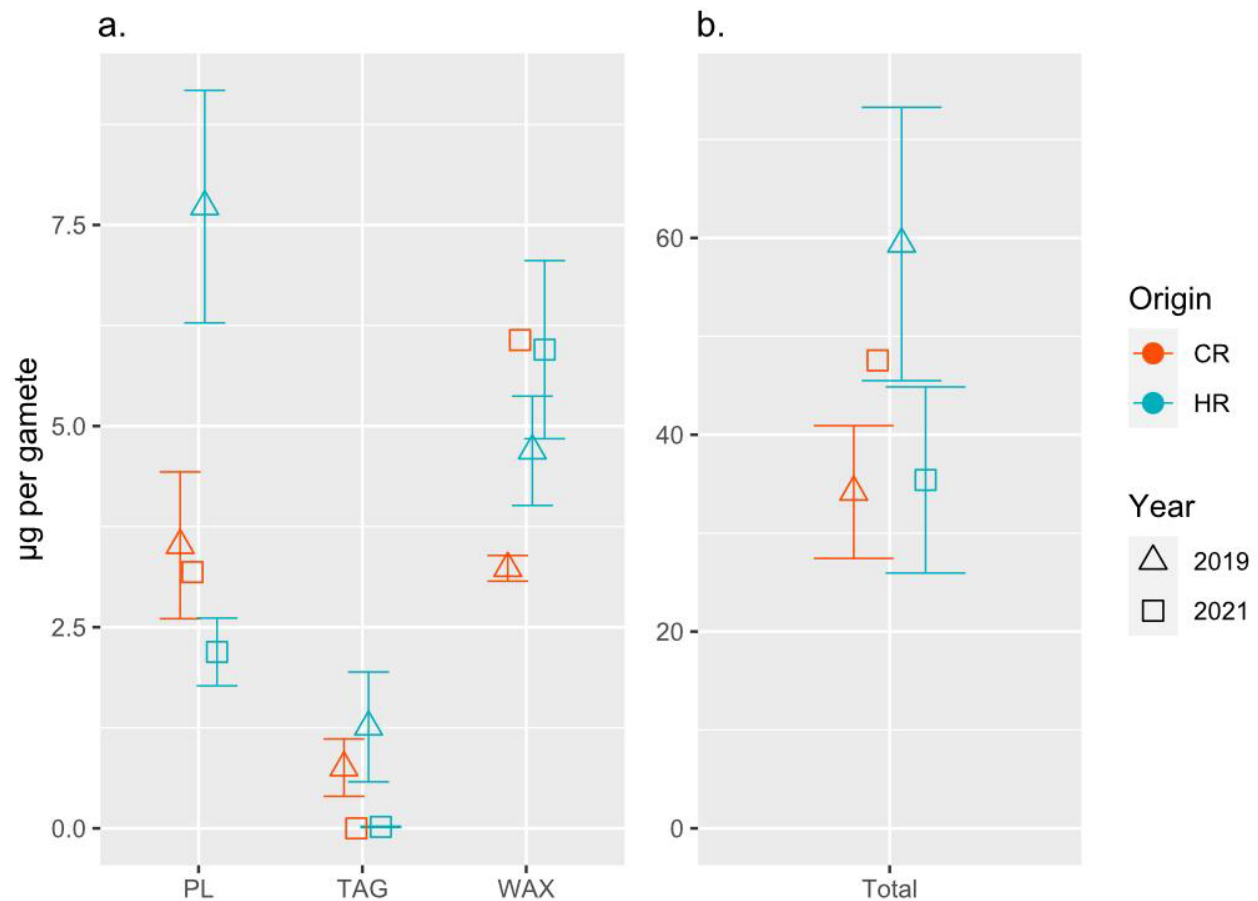 a.
b.
µg per gamete
7.5
5.0
2.5
0.0
PL TAG WAX
60
40
20
0
Total
Origin
CR
HR
Year
2019
2021